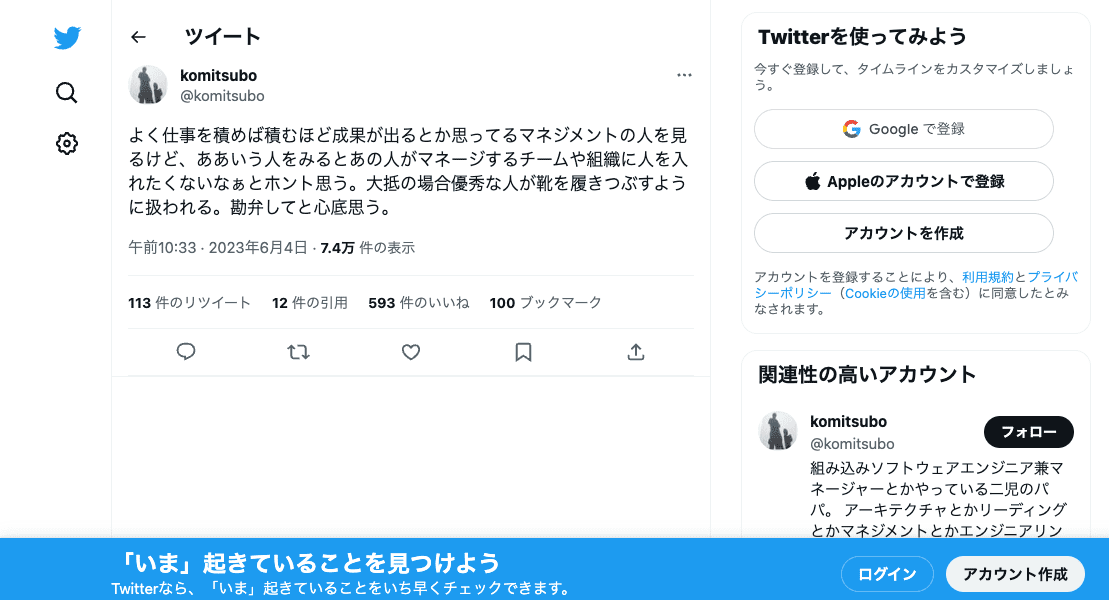 ツイート
komitsubo
@komitsubo
よく仕事を積めば積むほど成果が出るとか思ってるマネジメントの人を見
るけど、ああいう人をみるとあの人がマネージするチームや組織に人を入
れたくないなぁとホント思う。大抵の場合優秀な人が靴を履きつぶすよう
に扱われる。勘弁してと心底思う。
午前10:33 · 2023年6月4日 · 7.4万 件の表示
113 件のリツイート 12 件の引用 593 件のいいね 100 ブックマーク
Twitterを使ってみよう
今すぐ登録して、タイムラインをカスタマイズしましょ
う。
Google で登録
Appleのアカウントで登録
アカウントを作成
アカウントを登録することにより、利用規約とプライバ
シーポリシー（Cookieの使用を含む）に同意したとみ
なされます。
関連性の高いアカウント
komitsubo
@komitsubo
フォロー
組み込みソフトウェアエンジニア兼マ
ネージャーとかやっている二児のパ
パ。 アーキテクチャとかリーディング
とかマネジメントとかエンジニアリン
「いま」起きていることを見つけよう
Twitterなら、「いま」起きていることをいち早くチェックできます。
ログイン
アカウント作成